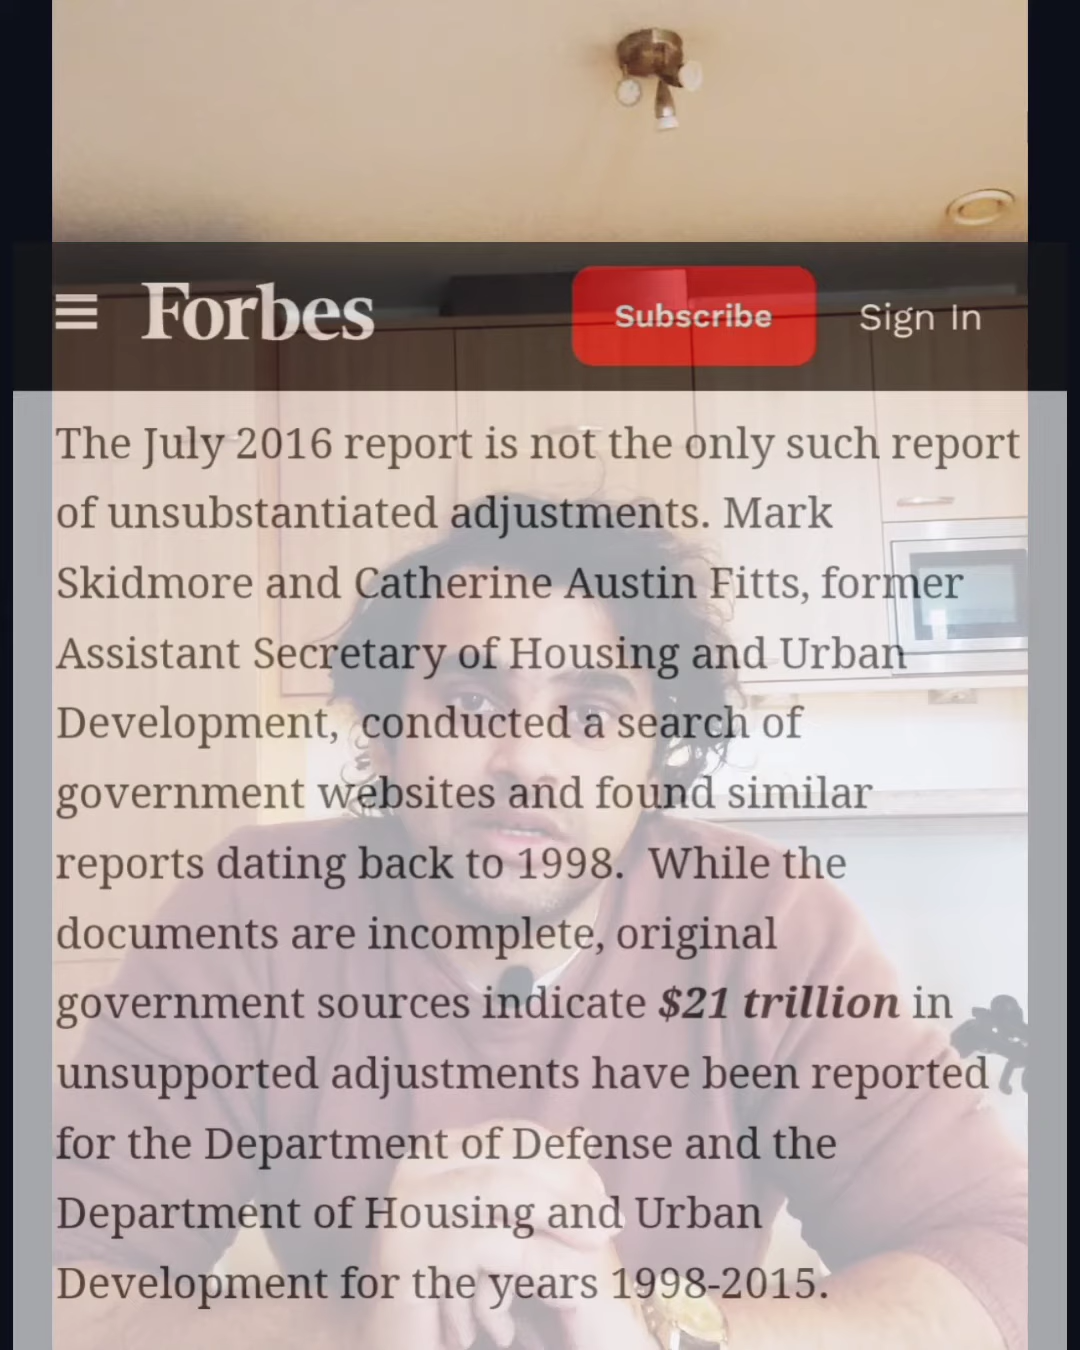 Forbes Subscribe Sign In
The July 2016 report is not the only such report
of unsubstantiated adjustments. Mark
Skidmore and Catherine Austin Fitts, former
Assistant Secretary of Housing and Urban
Development,  conducted a search of
government websites and found similar
reports dating back to 1998.  While the
documents are incomplete, original
government sources indicate $21 trillion in
unsupported adjustments have been reported
for the Department of Defense and the
Department of Housing and Urban
Development for the years 1998-2015.